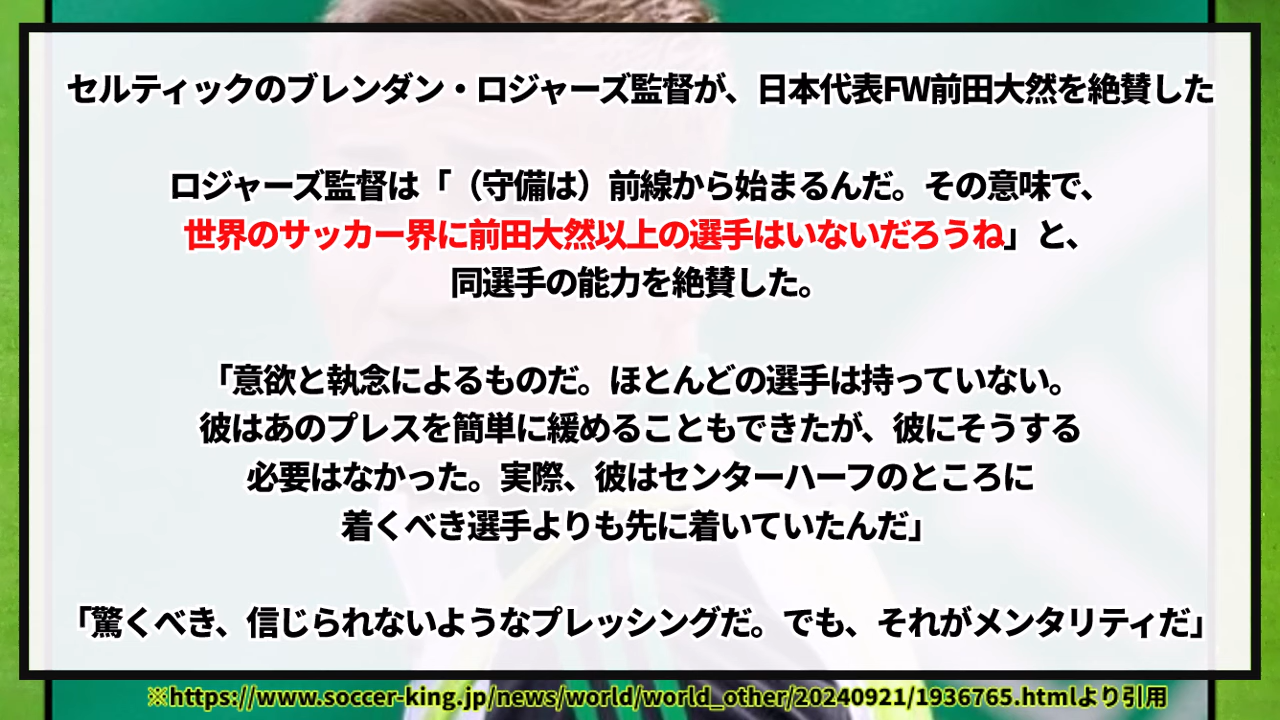 セルティックのブレンダン・ロジャーズ監督が、日本代表FW前田大然を絶賛した
ロジャーズ監督は「（守備は）前線から始まるんだ。その意味で、
世界のサッカー界に前田大然以上の選手はいないだろうね」と、
同選手の能力を絶賛した。
「意欲と執念によるものだ。ほとんどの選手は持っていない。
彼はあのプレスを簡単に緩めることもできたが、彼にそうする
必要はなかった。実際、彼はセンターハーフのところに
着くべき選手よりも先に着いていたんだ」
「驚くべき、信じられないようなプレッシングだ。でも、それがメンタリティだ」
※https://www.soccer-king.jp/news/world/world_other/20240921/1936765.htmlより引用